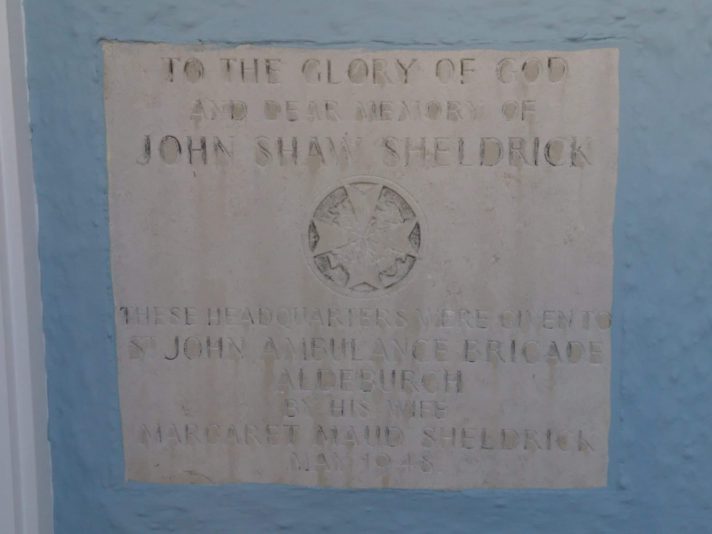 TO THE GLORY OF GOD
AND DEAR MEMORY OF
JOHN SHAW SHELDRICK
THESE HEADQUARTERS WERE GIVEN TO
ST JOHN AMBULANCE BRIGADE
ALDEBURGH
BY HIS WIFE
MARGARET MAUD SHELDRICK
MAY 1948.